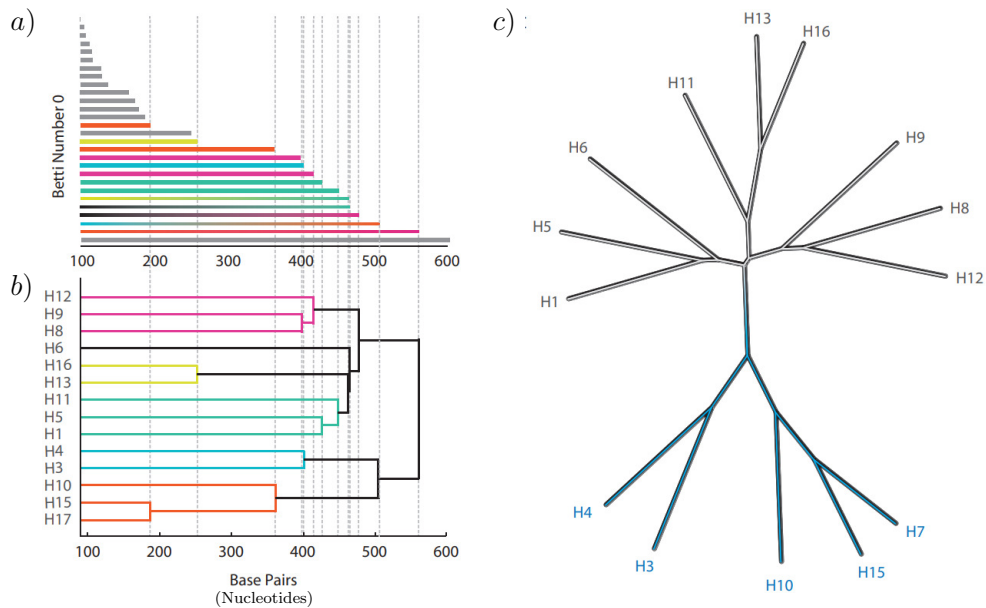 a)
Betti Number 0
100 200 300 400 500 600
b)
H12
H9
H8
H6
H16
H13
H11
H5
H1
H4
H3
H10
H15
H17
100 200 300 400 500 600
Base Pairs
(Nucleotides)
c) :
H13
H16
H11
H9
H6
H8
H5
H12
H1
H4
H7
H3
H15
H10